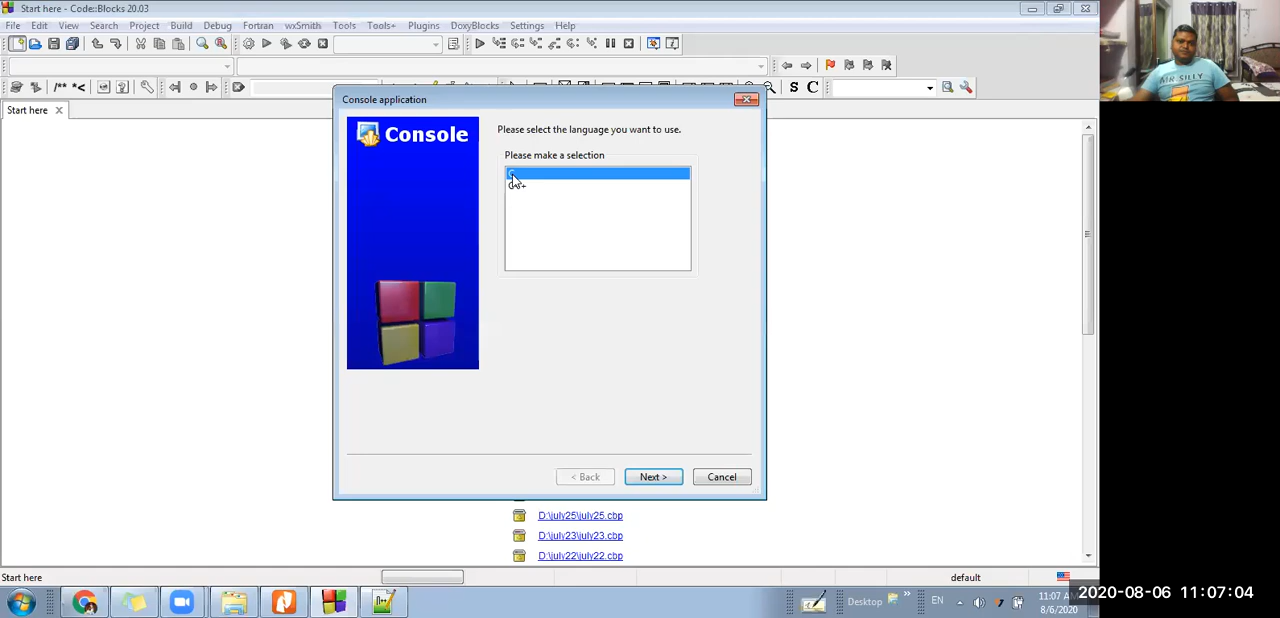 Start here - Code::Blocks 20.03
File Edit View Search Project Build Debug Fortran wxSmith Tools Tools+ Plugins DoxyBlocks Settings Help
/** *<
S C
Start here
AIR SILLY
Console application
Console
Please select the language you want to use.
Please make a selection
C
< Back Next > Cancel
D:\july25\july25.cbp
D:\july23\july23.cbp
D:\july22\july22.cbp
Start here default
Desktop » EN
11:07 AM
8/6/2020
2020-08-06 11:07:04